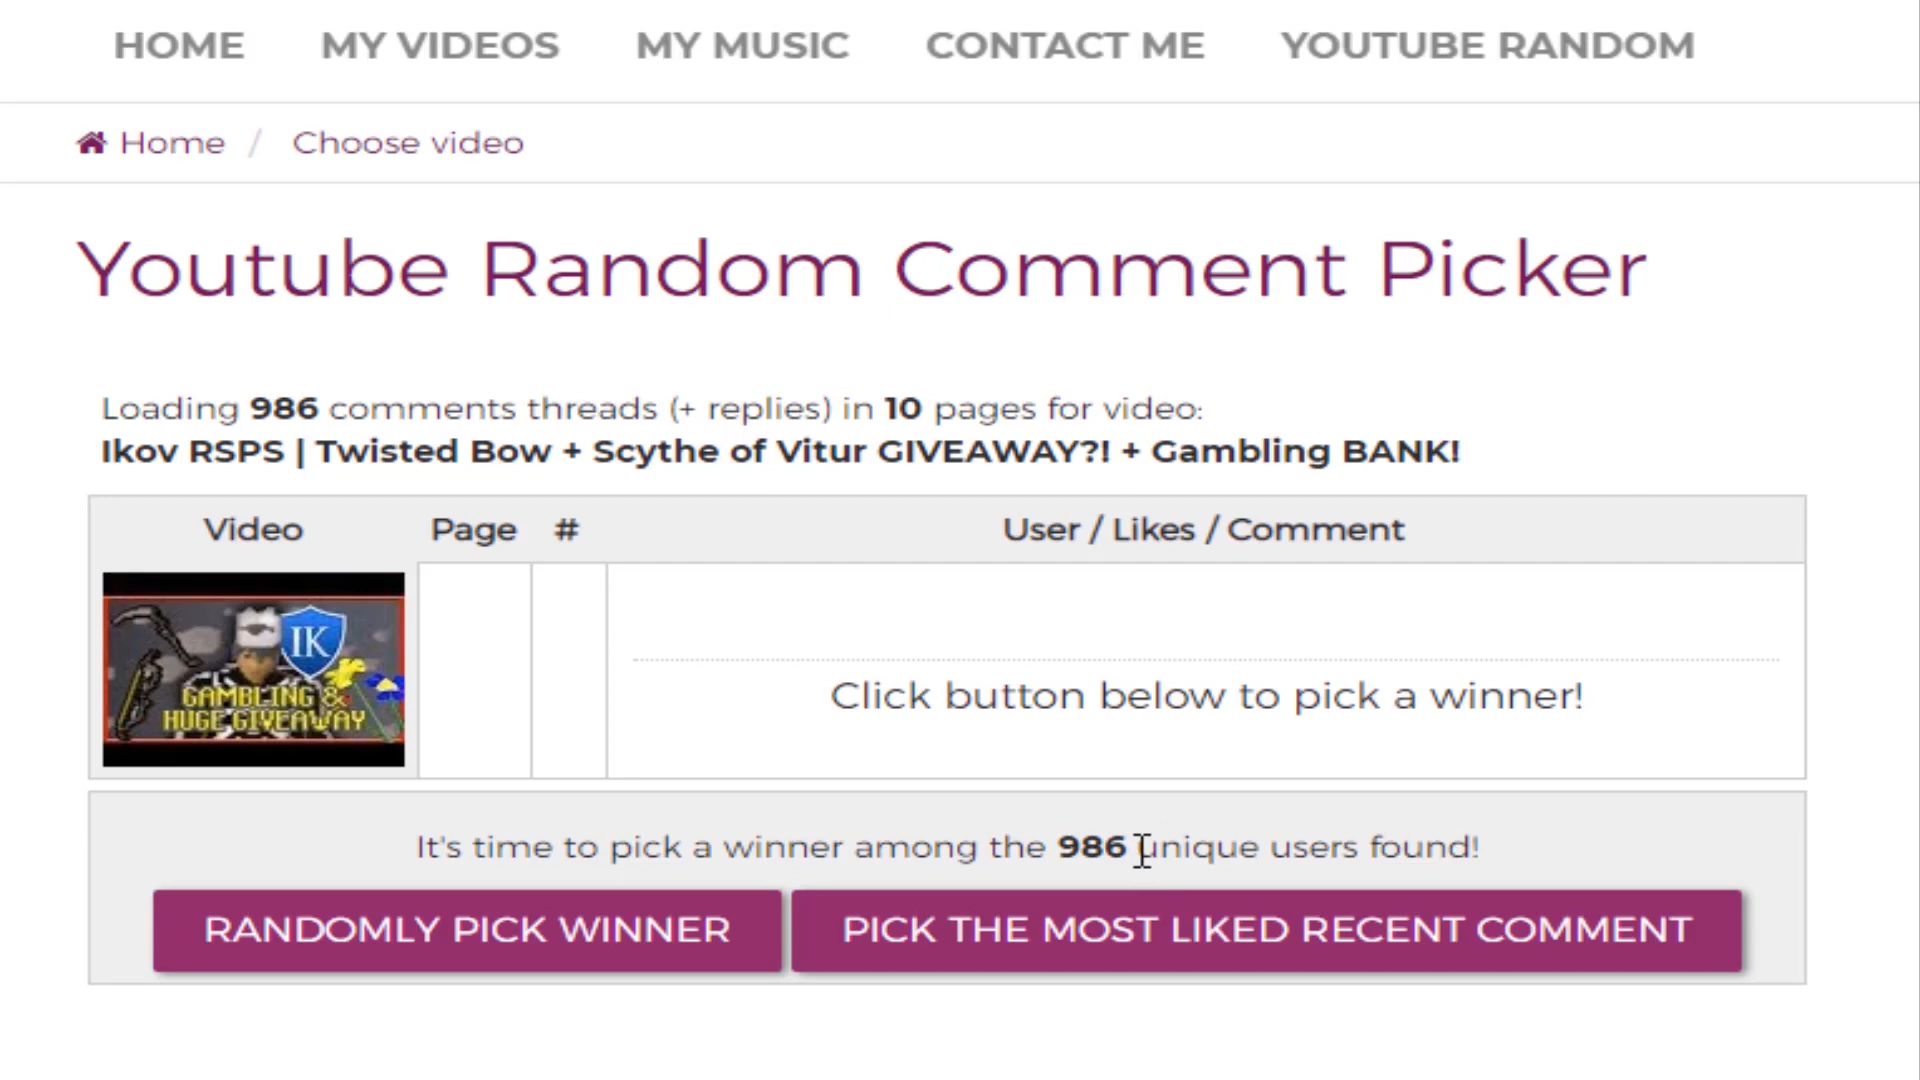 HOME MY VIDEOS MY MUSIC CONTACT ME YOUTUBE RANDOM
Home / Choose video
Youtube Random Comment Picker
Loading 986 comments threads (+ replies) in 10 pages for video:
Ikov RSPS | Twisted Bow + Scythe of Vitur GIVEAWAY?! + Gambling BANK!
Video Page # User / Likes / Comment
IK
GAMBLING &
HUGE GIVEAWAY
Click button below to pick a winner!
It's time to pick a winner among the 986 unique users found!
RANDOMLY PICK WINNER PICK THE MOST LIKED RECENT COMMENT